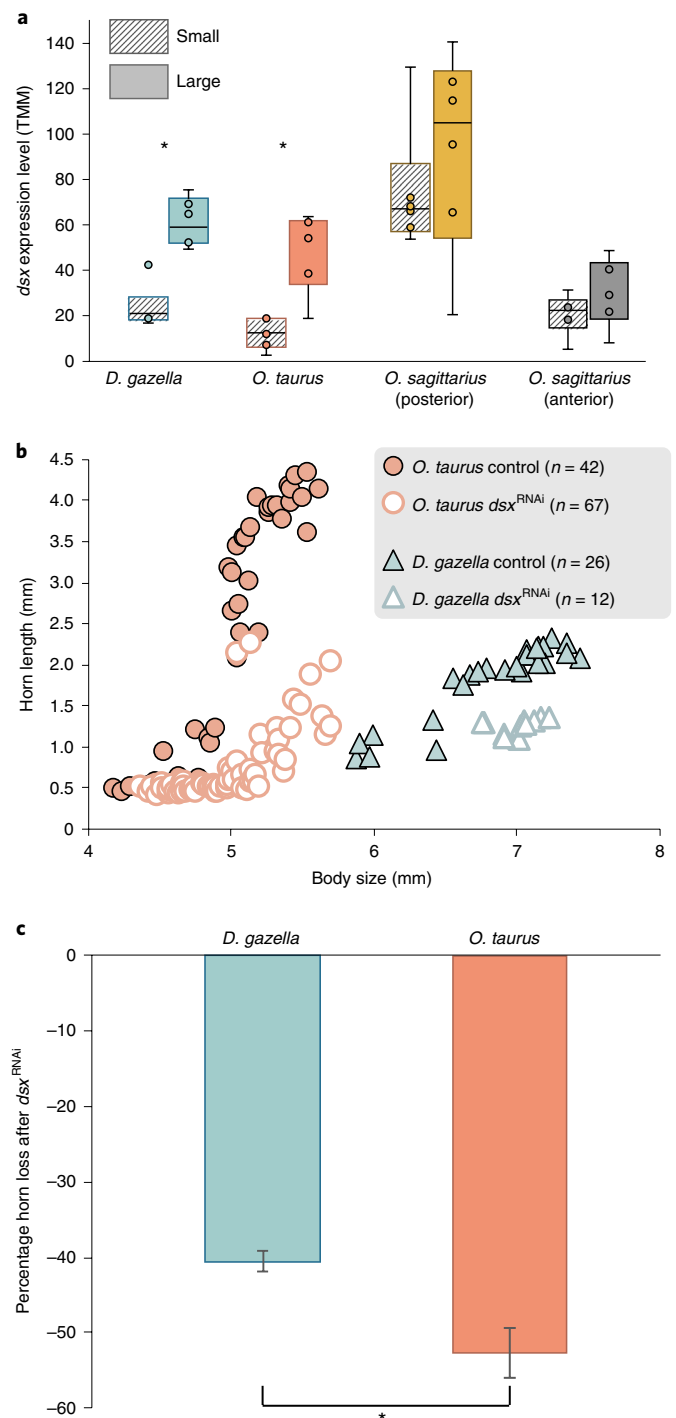 a
Small
Large
* *
dsx expression level (TMM)
140
120
100
80
60
40
20
0
D. gazella O. taurus O. sagittarius (posterior) O. sagittarius (anterior)
b
O. taurus control (n = 42)
O. taurus dsxRNAi (n = 67)
D. gazella control (n = 26)
D. gazella dsxRNAi (n = 12)
Horn length (mm)
4.5
4.0
3.5
3.0
2.5
2.0
1.5
1.0
0.5
0
4 5 6 7 8
Body size (mm)
c
D. gazella O. taurus
Percentage horn loss after dsxRNAi
0
–10
–20
–30
–40
–50
–60
*